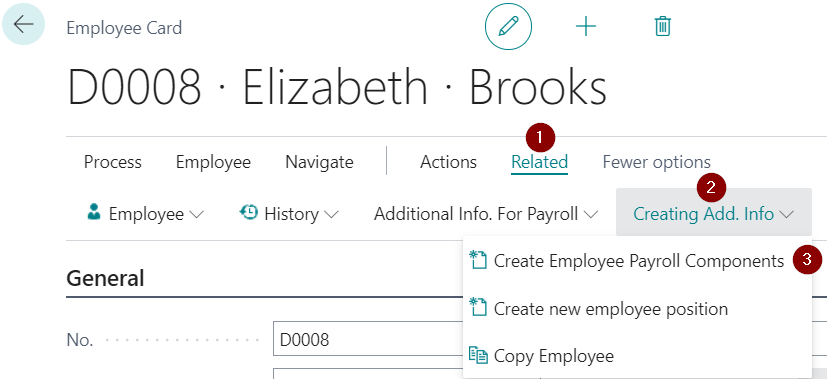 Employee Card
D0008 · Elizabeth · Brooks
1
Process Employee Navigate Actions Related Fewer options
2
Employee History Additional Info. For Payroll Creating Add. Info
Create Employee Payroll Components 3
General
Create new employee position
No. D0008
Copy Employee